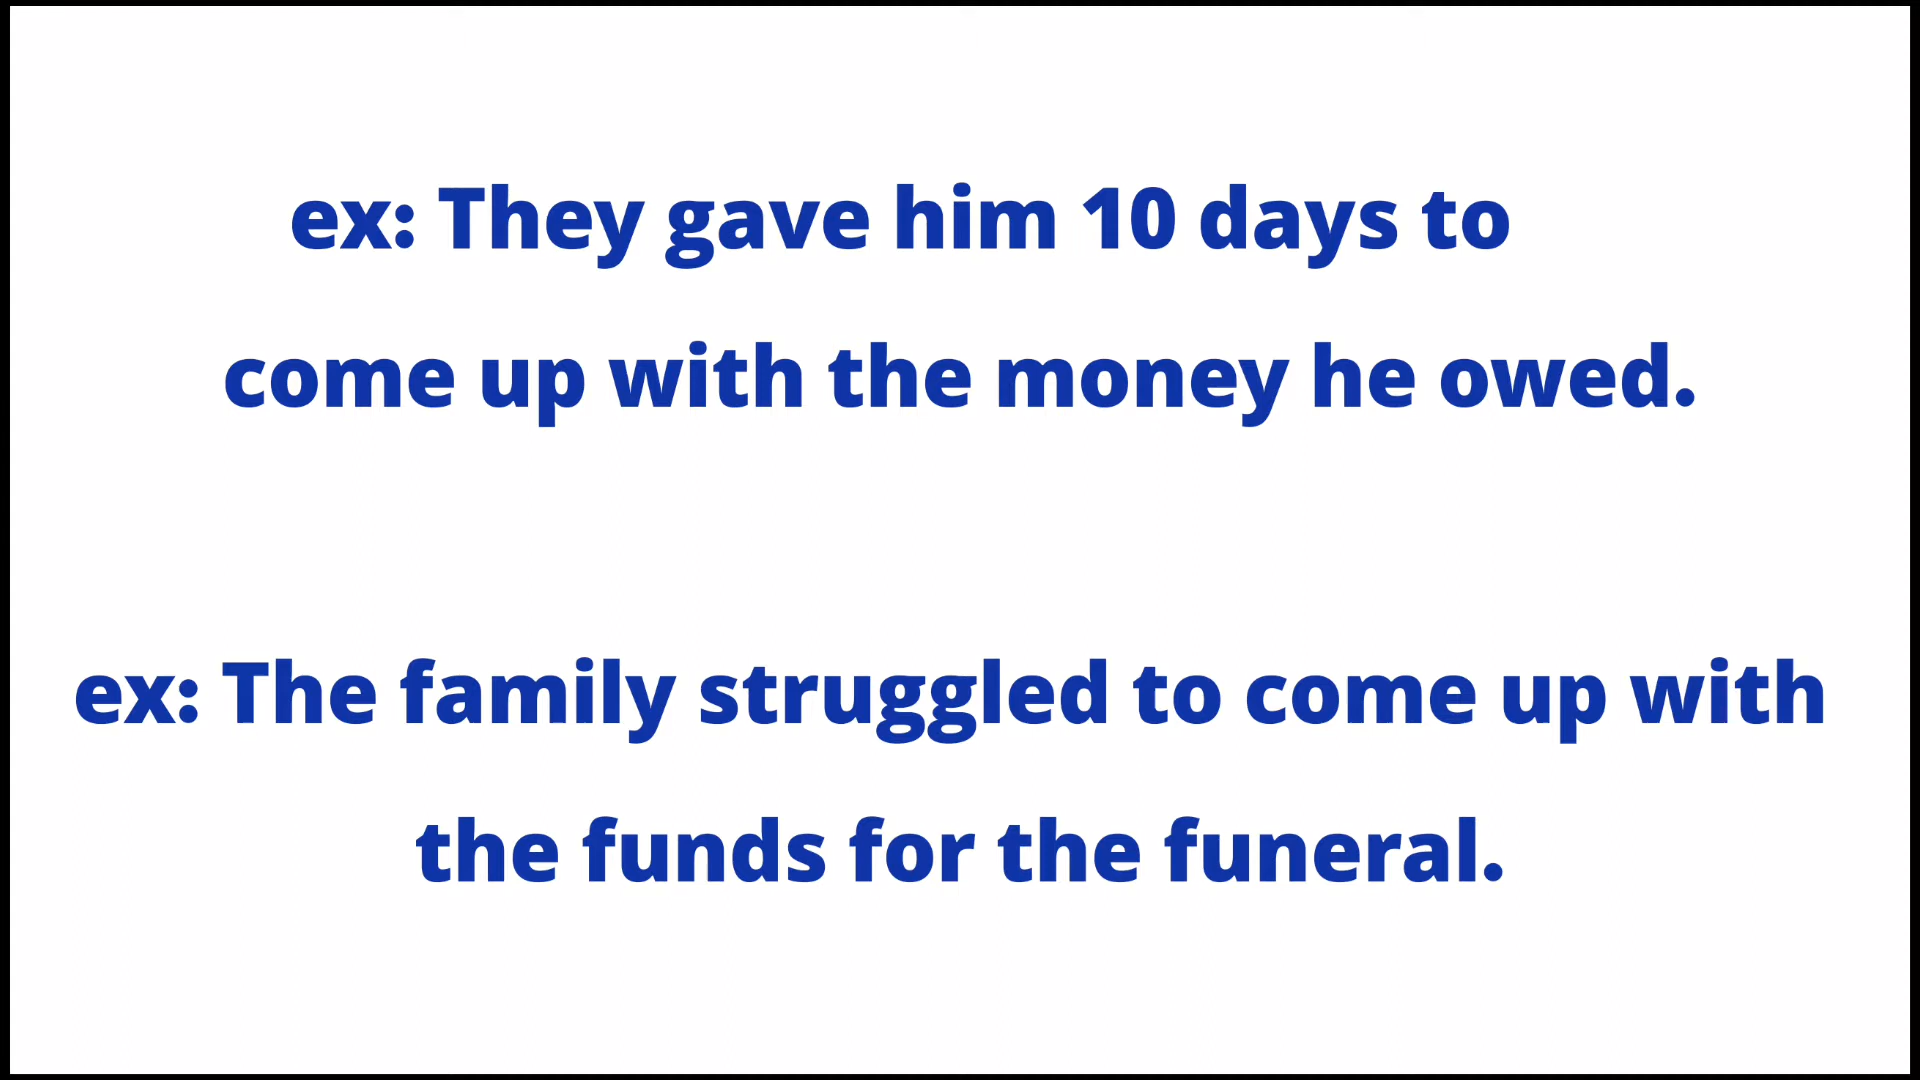 ex: They gave him 10 days to
come up with the money he owed.
ex: The family struggled to come up with
the funds for the funeral.